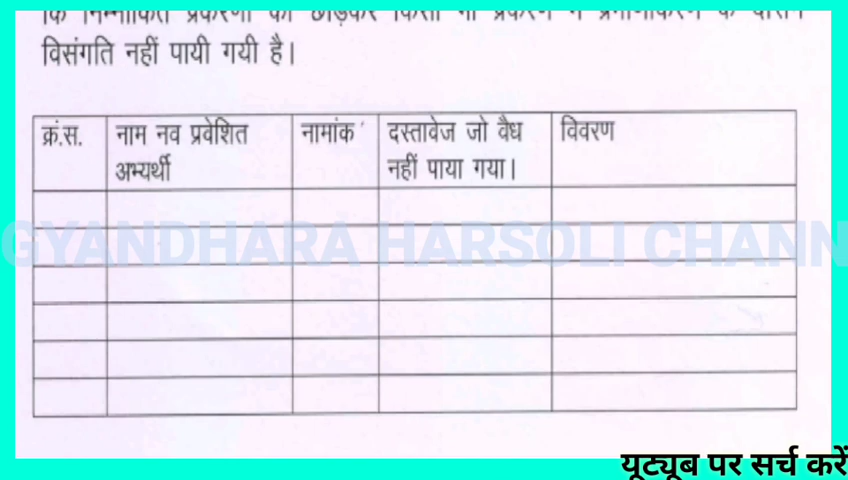 विसंगति नहीं पायी गयी है।
क्रं.स. नाम नव प्रवेशित अभ्यर्थी नामांक दस्तावेज जो वैध नहीं पाया गया। विवरण
GYANDHARA HARSOLI CHANN
यूट्यूब पर सर्च करें